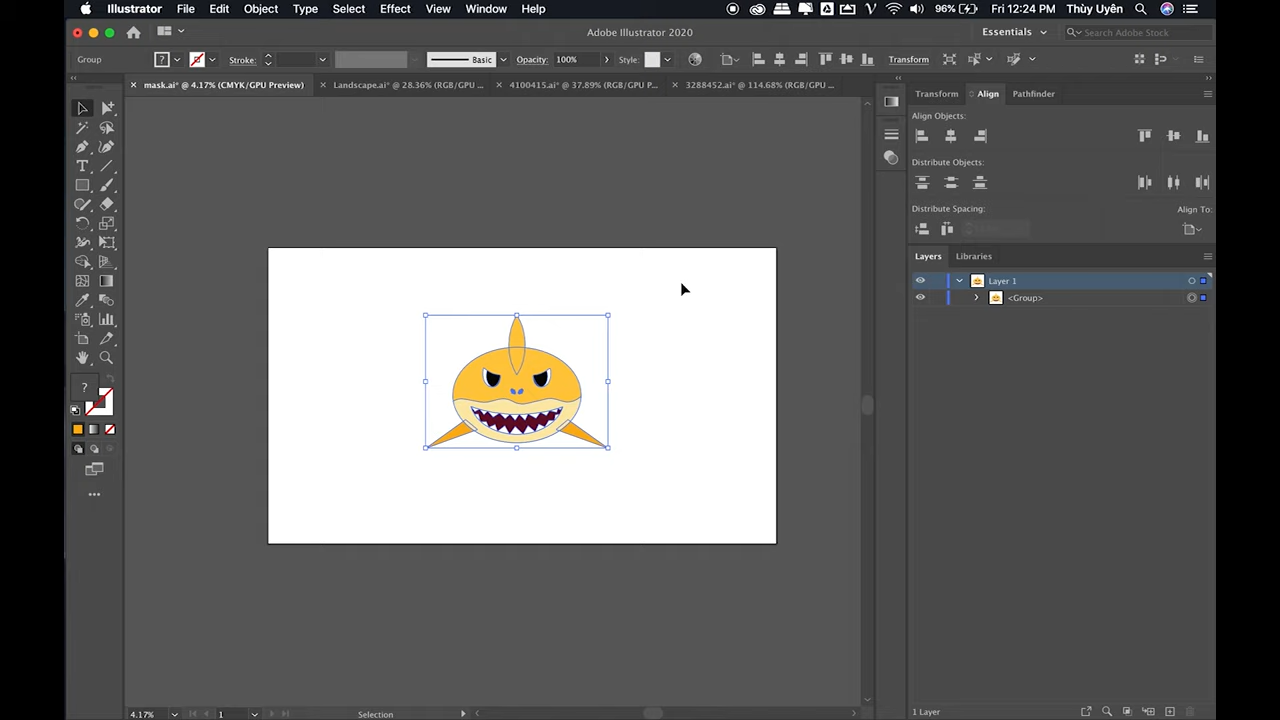 Illustrator File Edit Object Type Select Effect View Window Help 96% Fri 12:24 PM Thùy Uyên
Adobe Illustrator 2020 Essentials Search Adobe Stock
Group ? Stroke: Basic Opacity: 100% Style: Transform
mask.ai* @ 4.17% (CMYK/GPU Preview) Landscape.ai* @ 28.36% (RGB/GPU ... 4100415.ai* @ 37.89% (RGB/GPU P... 3288452.ai* @ 114.68% (RGB/GPU ...
Transform Align Pathfinder
Align Objects:
Distribute Objects:
Distribute Spacing: Align To:
Layers Libraries
Layer 1
<Group>
?
4.17% 1 Selection 1 Layer